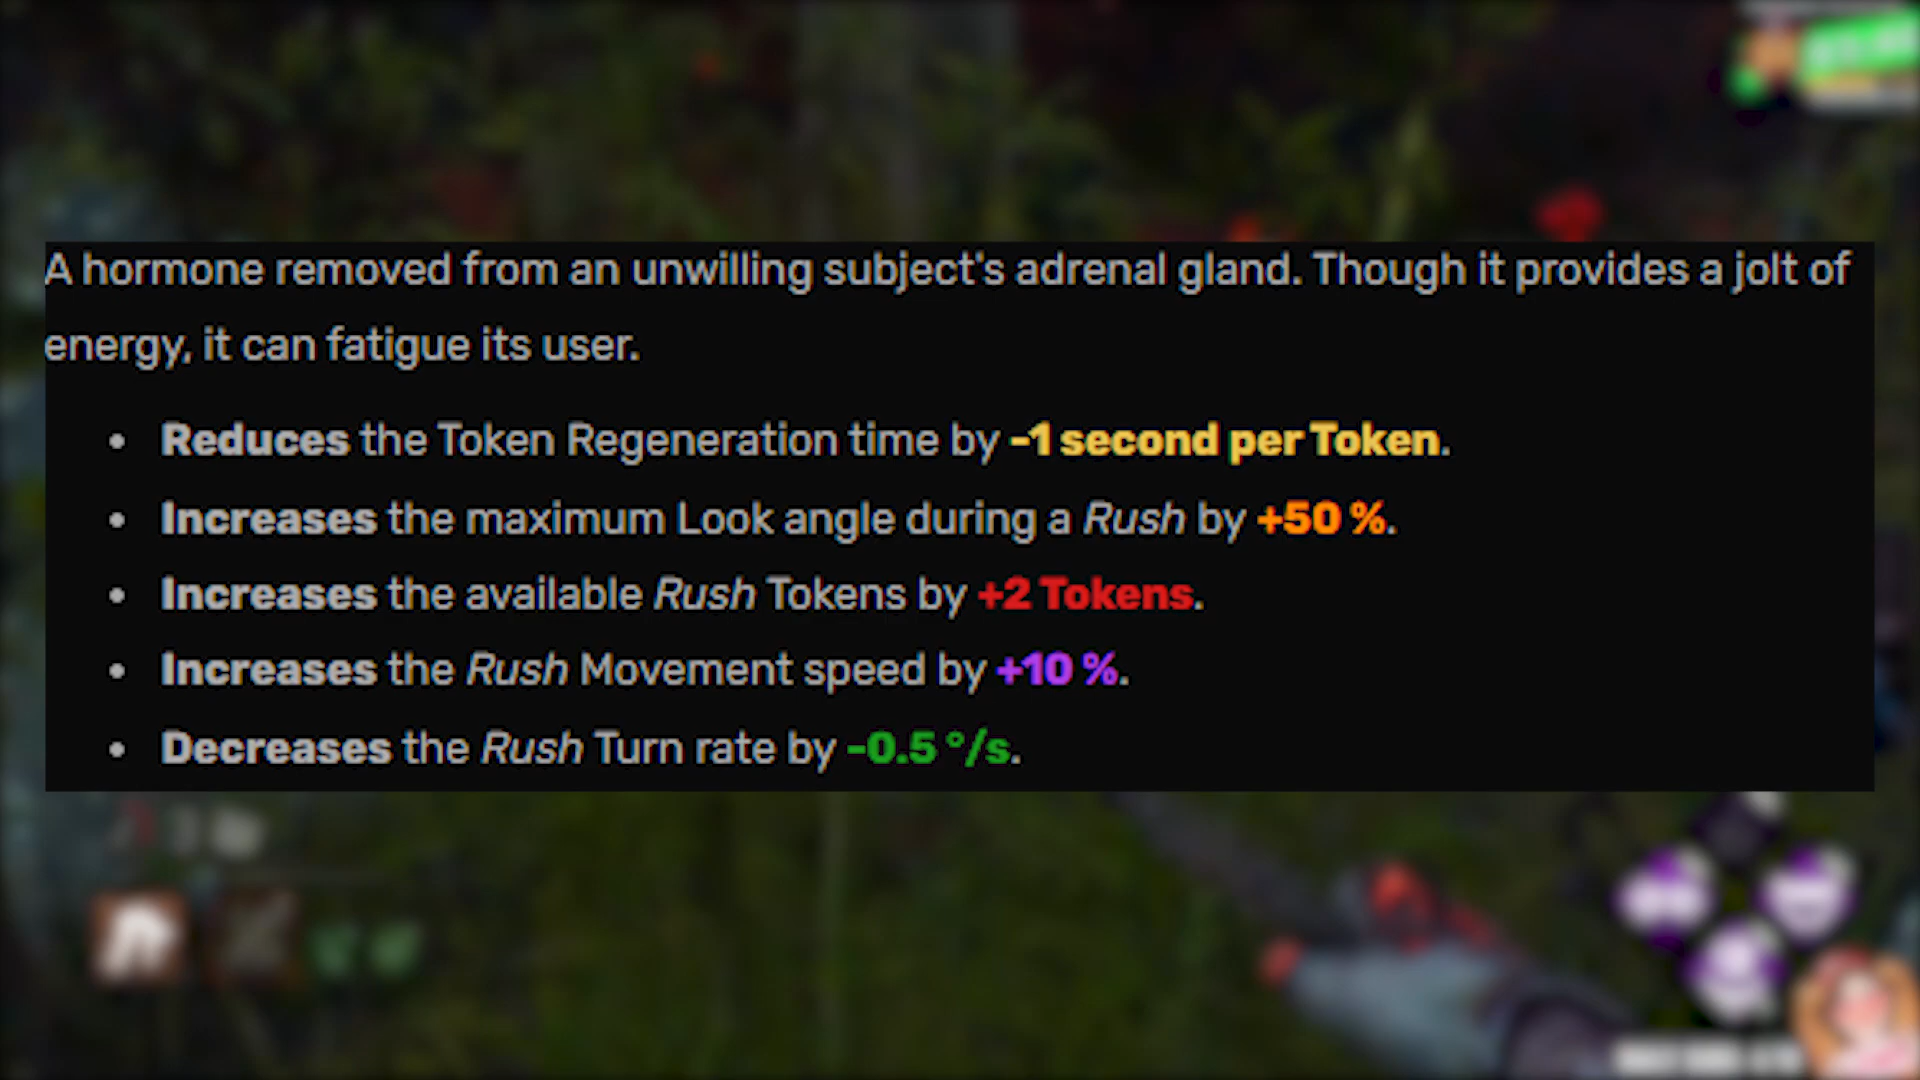 A hormone removed from an unwilling subject's adrenal gland. Though it provides a jolt of
energy, it can fatigue its user.
• Reduces the Token Regeneration time by -1 second per Token.
• Increases the maximum Look angle during a Rush by +50 %.
• Increases the available Rush Tokens by +2 Tokens.
• Increases the Rush Movement speed by +10 %.
• Decreases the Rush Turn rate by -0.5 °/s.